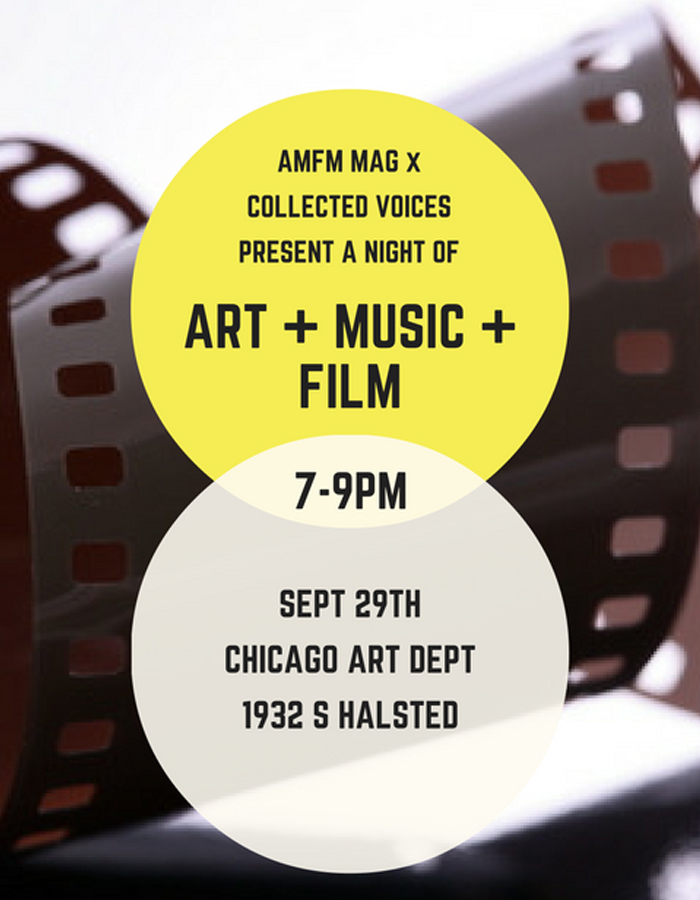 AMFM MAG X
COLLECTED VOICES
PRESENT A NIGHT OF
ART + MUSIC +
FILM
7-9PM
SEPT 29TH
CHICAGO ART DEPT
1932 S HALSTED